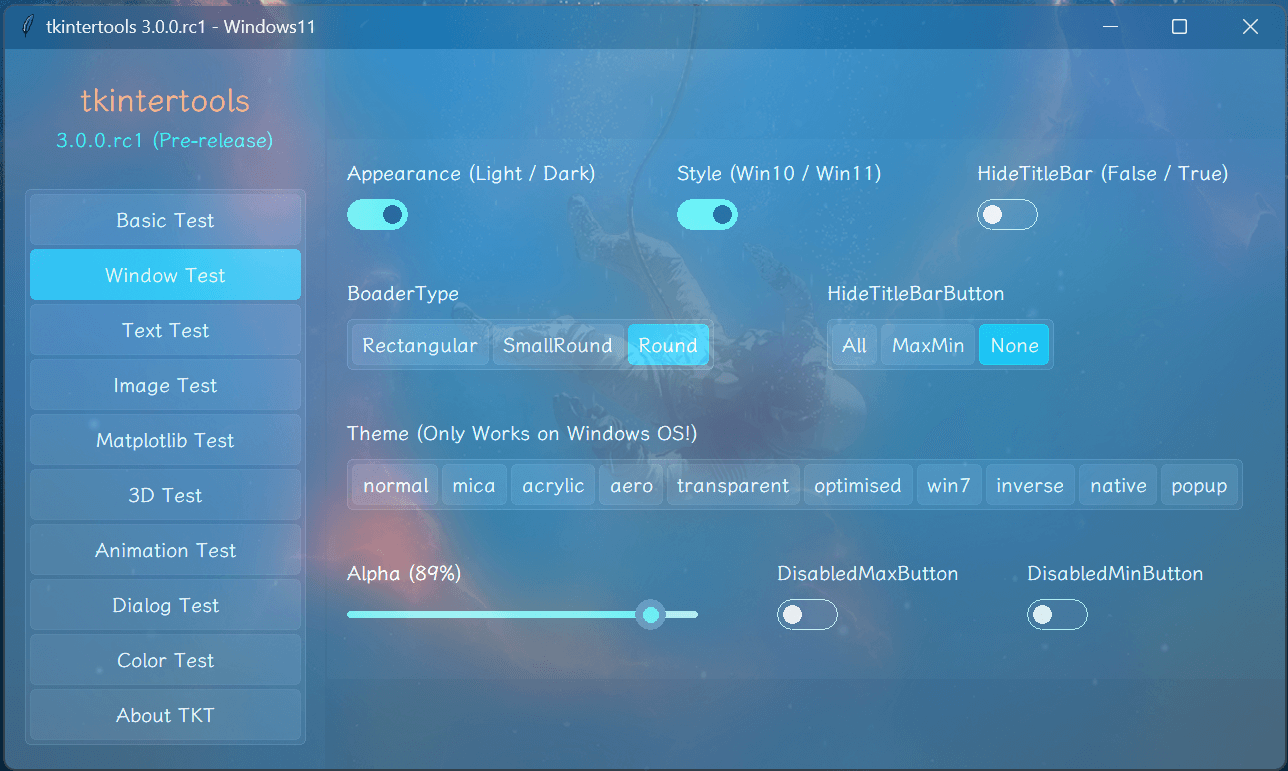 tkintertools 3.0.0.rc1 - Windows11
tkintertools
3.0.0.rc1 (Pre-release)
Basic Test
Window Test
Text Test
Image Test
Matplotlib Test
3D Test
Animation Test
Dialog Test
Color Test
About TKT
Appearance (Light / Dark)
Style (Win10 / Win11)
HideTitleBar (False / True)
BoaderType
HideTitleBarButton
Rectangular SmallRound Round
All MaxMin None
Theme (Only Works on Windows OS!)
normal mica acrylic aero transparent optimised win7 inverse native popup
Alpha (89%)
DisabledMaxButton
DisabledMinButton